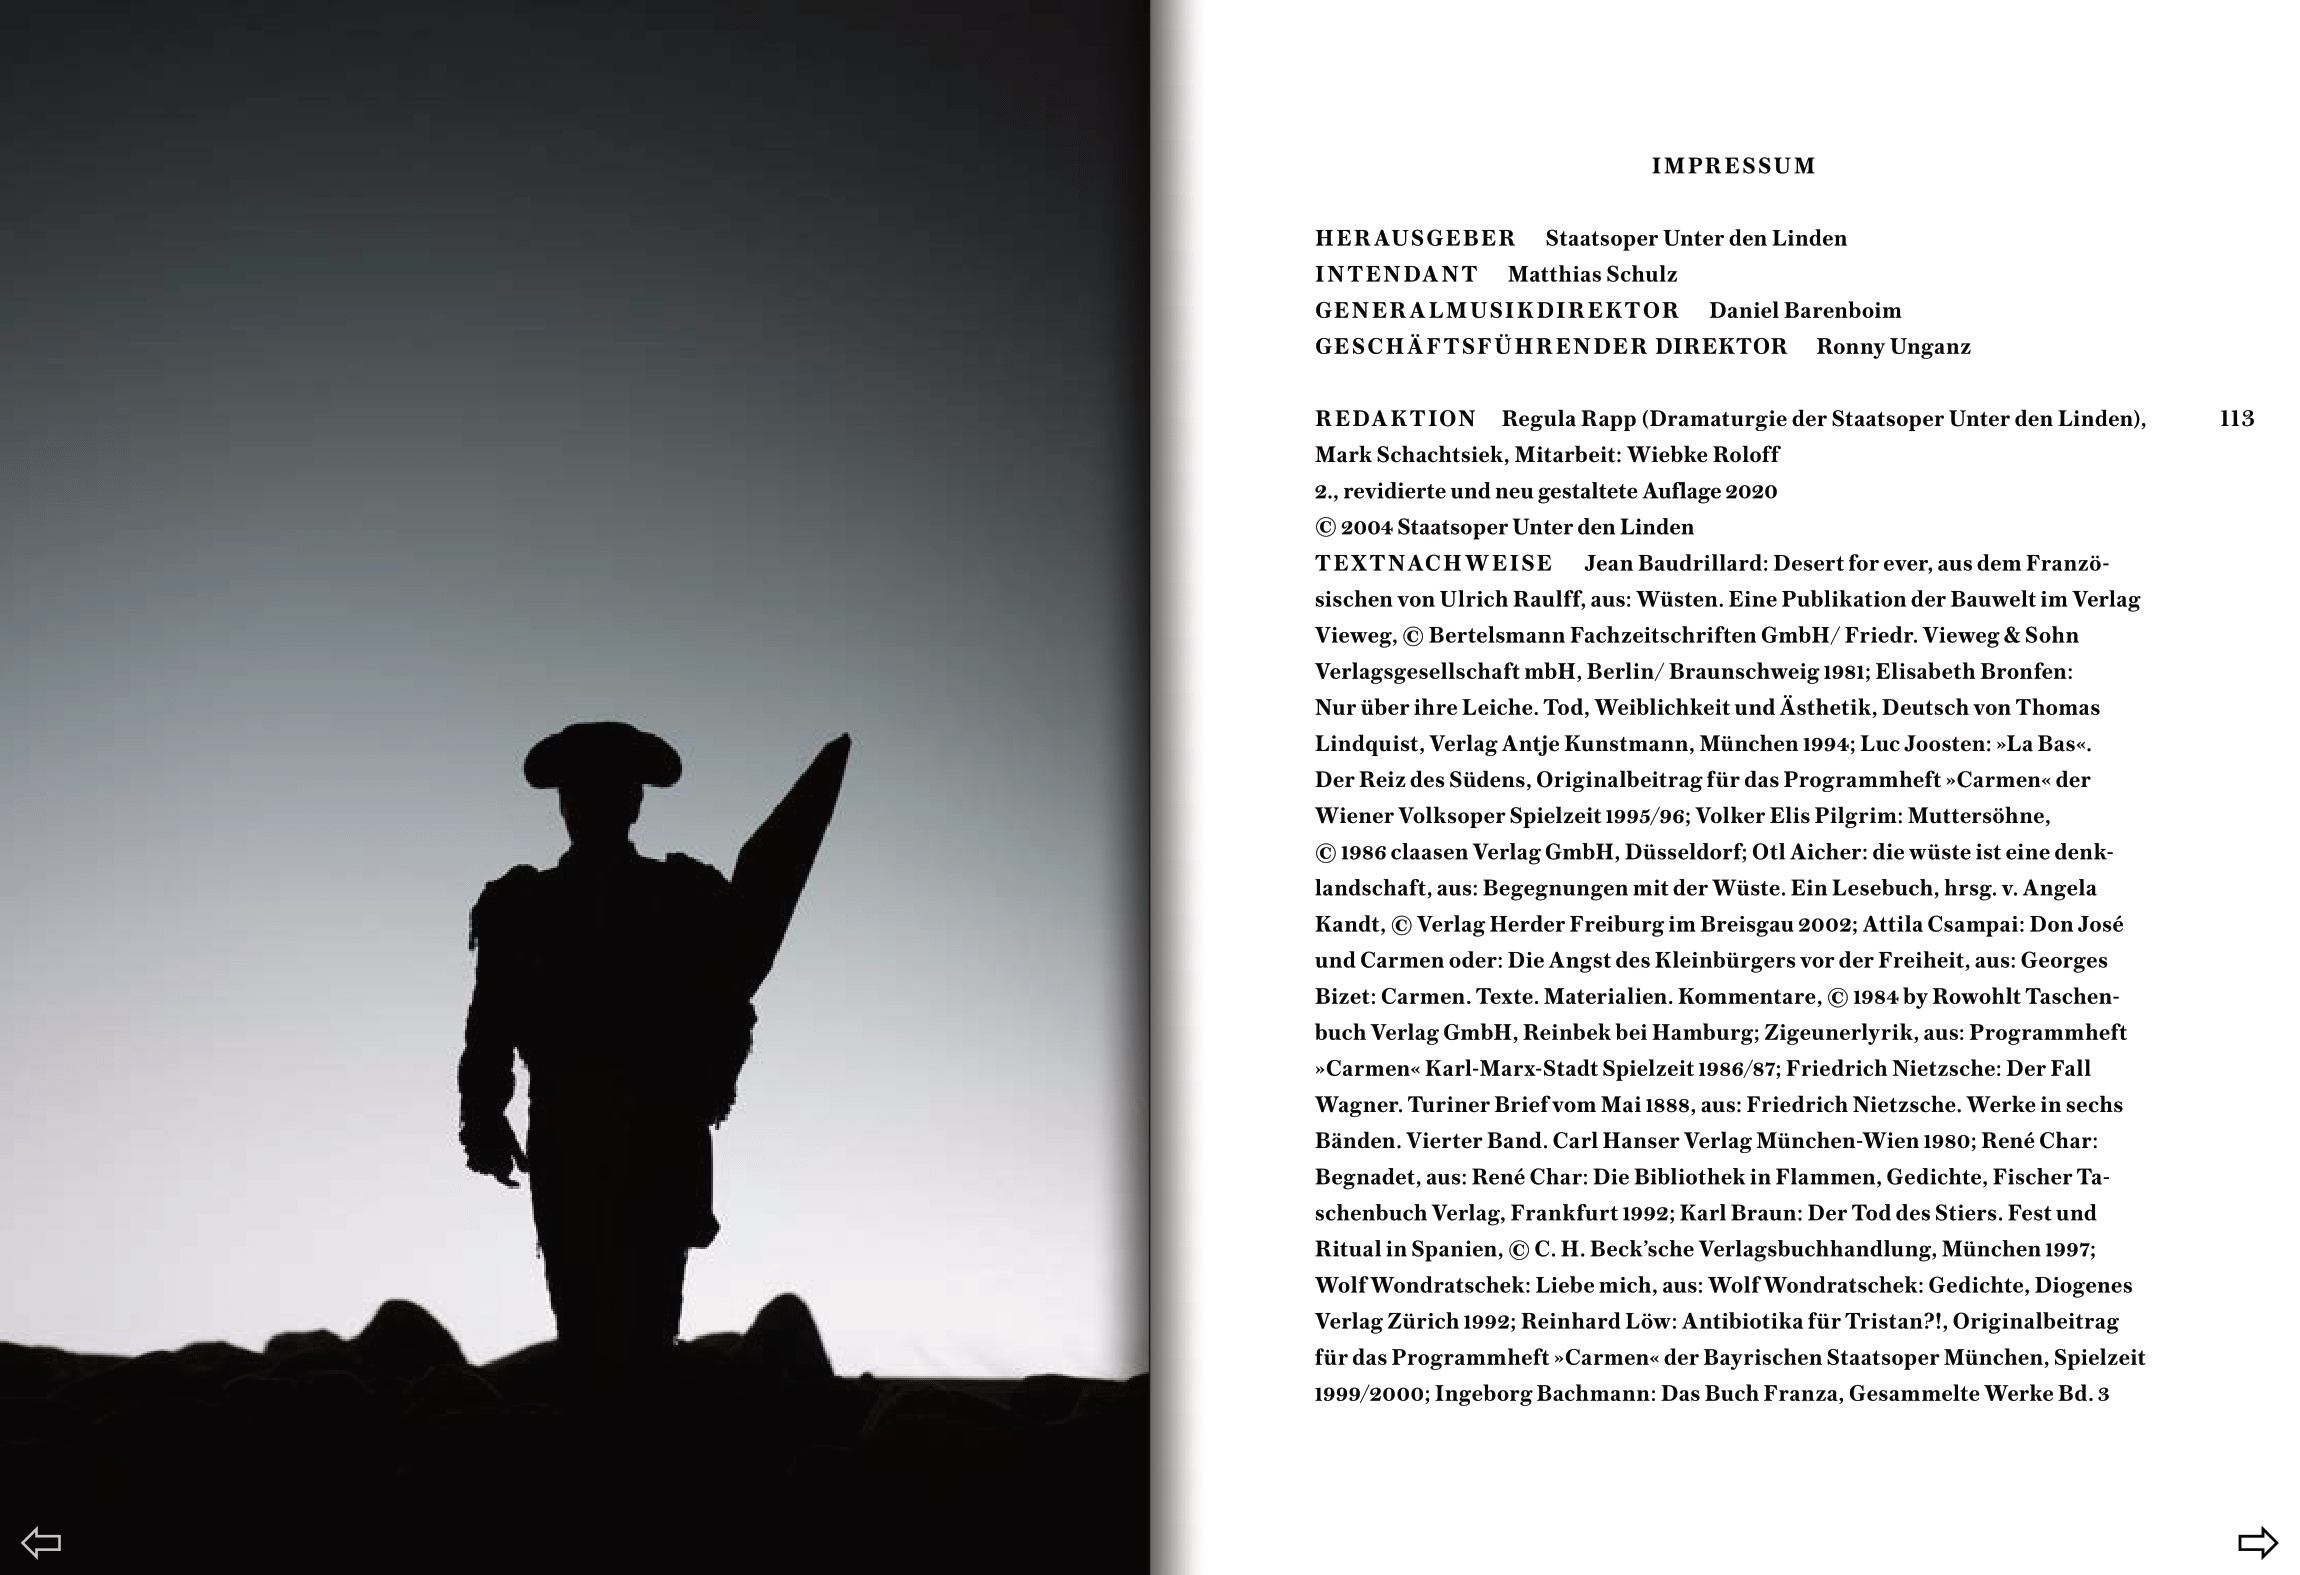 IMPRESSUM
HERAUSGEBER Staatsoper Unter den Linden
INTENDANT Matthias Schulz
GENERALMUSIKDIREKTOR Daniel Barenboim
GESCHÄFTSFÜHRENDER DIREKTOR Ronny Unganz
REDAKTION Regula Rapp (Dramaturgie der Staatsoper Unter den Linden), 113
Mark Schachtsiek, Mitarbeit: Wiebke Roloff
2., revidierte und neu gestaltete Auflage 2020
© 2004 Staatsoper Unter den Linden
TEXTNACHWEISE Jean Baudrillard: Desert for ever, aus dem Franzö-
sischen von Ulrich Raulff, aus: Wüsten. Eine Publikation der Bauwelt im Verlag
Vieweg, © Bertelsmann Fachzeitschriften GmbH/ Friedr. Vieweg & Sohn
Verlagsgesellschaft mbH, Berlin/ Braunschweig 1981; Elisabeth Bronfen:
Nur über ihre Leiche. Tod, Weiblichkeit und Ästhetik, Deutsch von Thomas
Lindquist, Verlag Antje Kunstmann, München 1994; Luc Joosten: »La Bas«.
Der Reiz des Südens, Originalbeitrag für das Programmheft »Carmen« der
Wiener Volksoper Spielzeit 1995/96; Volker Elis Pilgrim: Muttersöhne,
© 1986 claasen Verlag GmbH, Düsseldorf; Otl Aicher: die wüste ist eine denk-
landschaft, aus: Begegnungen mit der Wüste. Ein Lesebuch, hrsg. v. Angela
Kandt, © Verlag Herder Freiburg im Breisgau 2002; Attila Csampai: Don José
und Carmen oder: Die Angst des Kleinbürgers vor der Freiheit, aus: Georges
Bizet: Carmen. Texte. Materialien. Kommentare, © 1984 by Rowohlt Taschen-
buch Verlag GmbH, Reinbek bei Hamburg; Zigeunerlyrik, aus: Programmheft
»Carmen« Karl-Marx-Stadt Spielzeit 1986/87; Friedrich Nietzsche: Der Fall
Wagner. Turiner Brief vom Mai 1888, aus: Friedrich Nietzsche. Werke in sechs
Bänden. Vierter Band. Carl Hanser Verlag München-Wien 1980; René Char:
Begnadet, aus: René Char: Die Bibliothek in Flammen, Gedichte, Fischer Ta-
schenbuch Verlag, Frankfurt 1992; Karl Braun: Der Tod des Stiers. Fest und
Ritual in Spanien, © C. H. Beck’sche Verlagsbuchhandlung, München 1997;
Wolf Wondratschek: Liebe mich, aus: Wolf Wondratschek: Gedichte, Diogenes
Verlag Zürich 1992; Reinhard Löw: Antibiotika für Tristan?!, Originalbeitrag
für das Programmheft »Carmen« der Bayrischen Staatsoper München, Spielzeit
1999/2000; Ingeborg Bachmann: Das Buch Franza, Gesammelte Werke Bd. 3